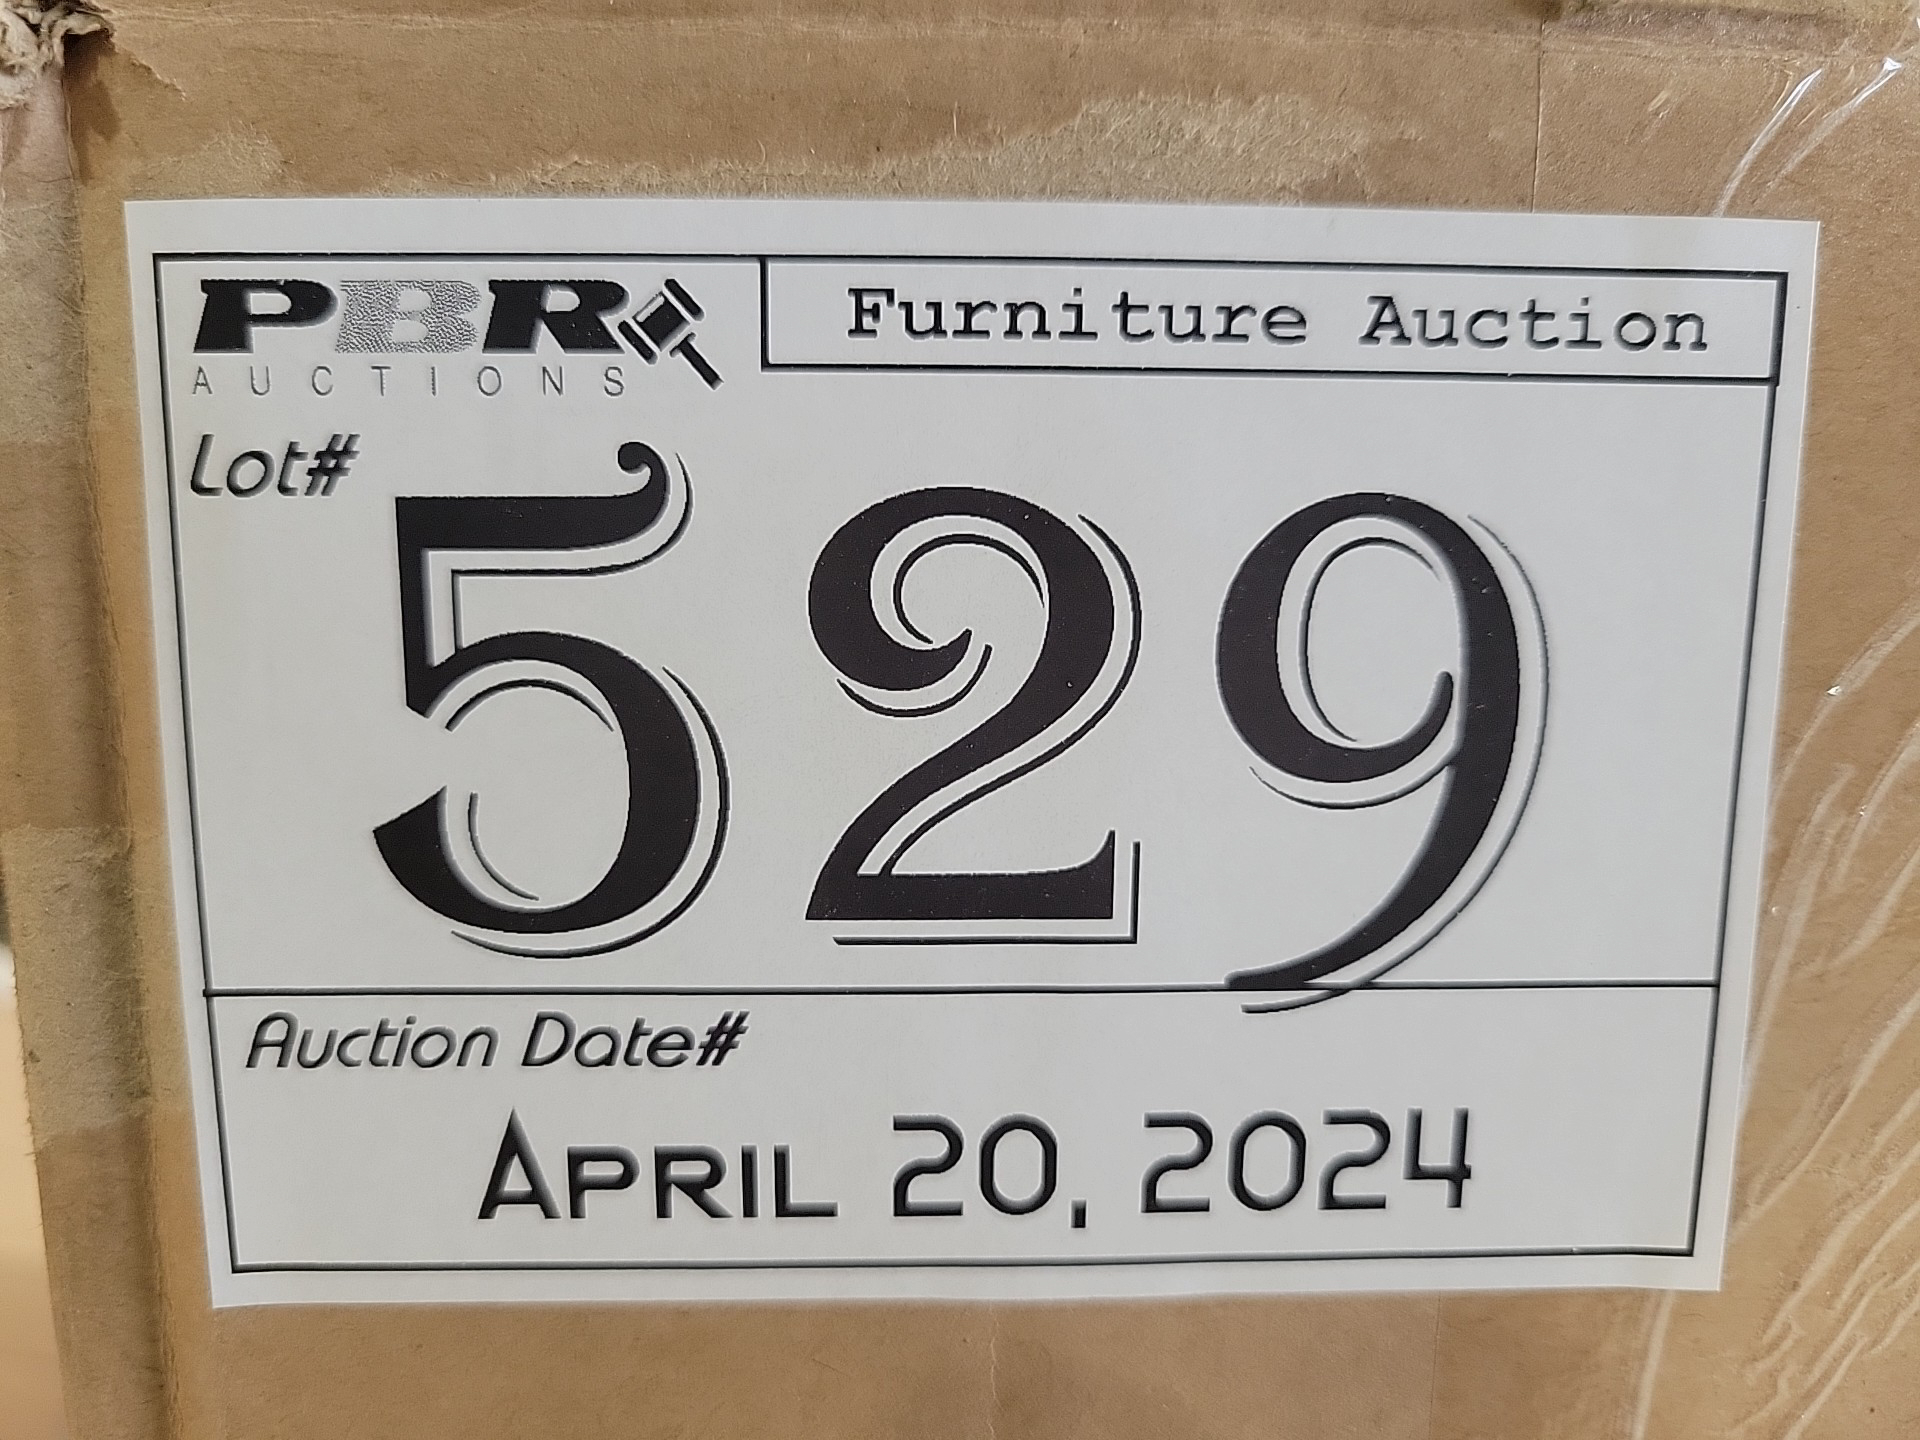 PBR
AUCTIONS
Furniture Auction
Lot#
529
Auction Date#
April 20, 2024